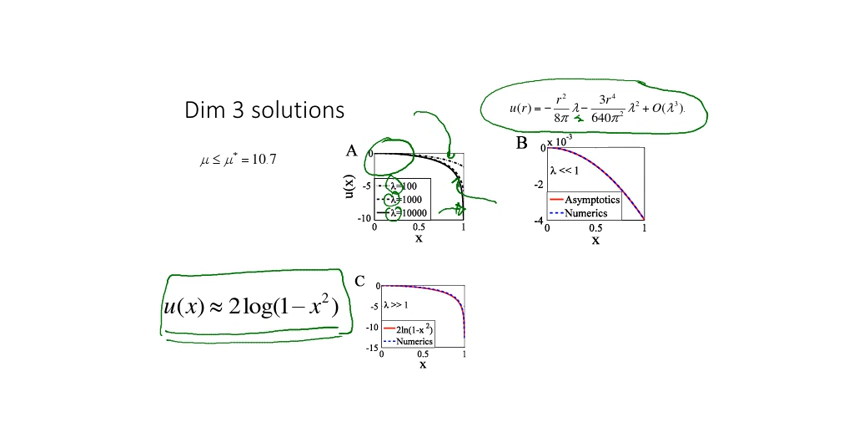 Dim 3 solutions
u(r) = − r²/8π λ − 3r⁴/640π² λ² + O(λ³).
μ ≤ μ* = 10.7
A
0
-5
-10
u(x)
λ=100
λ=1000
λ=10000
0 0.5 1
x
B
x 10⁻³
0
-2
-4
λ << 1
Asymptotics
Numerics
0 0.5 1
x
u(x) ≈ 2log(1− x²)
C
0
-5
-10
-15
λ >> 1
2ln(1-x²)
Numerics
0 0.5 1
x